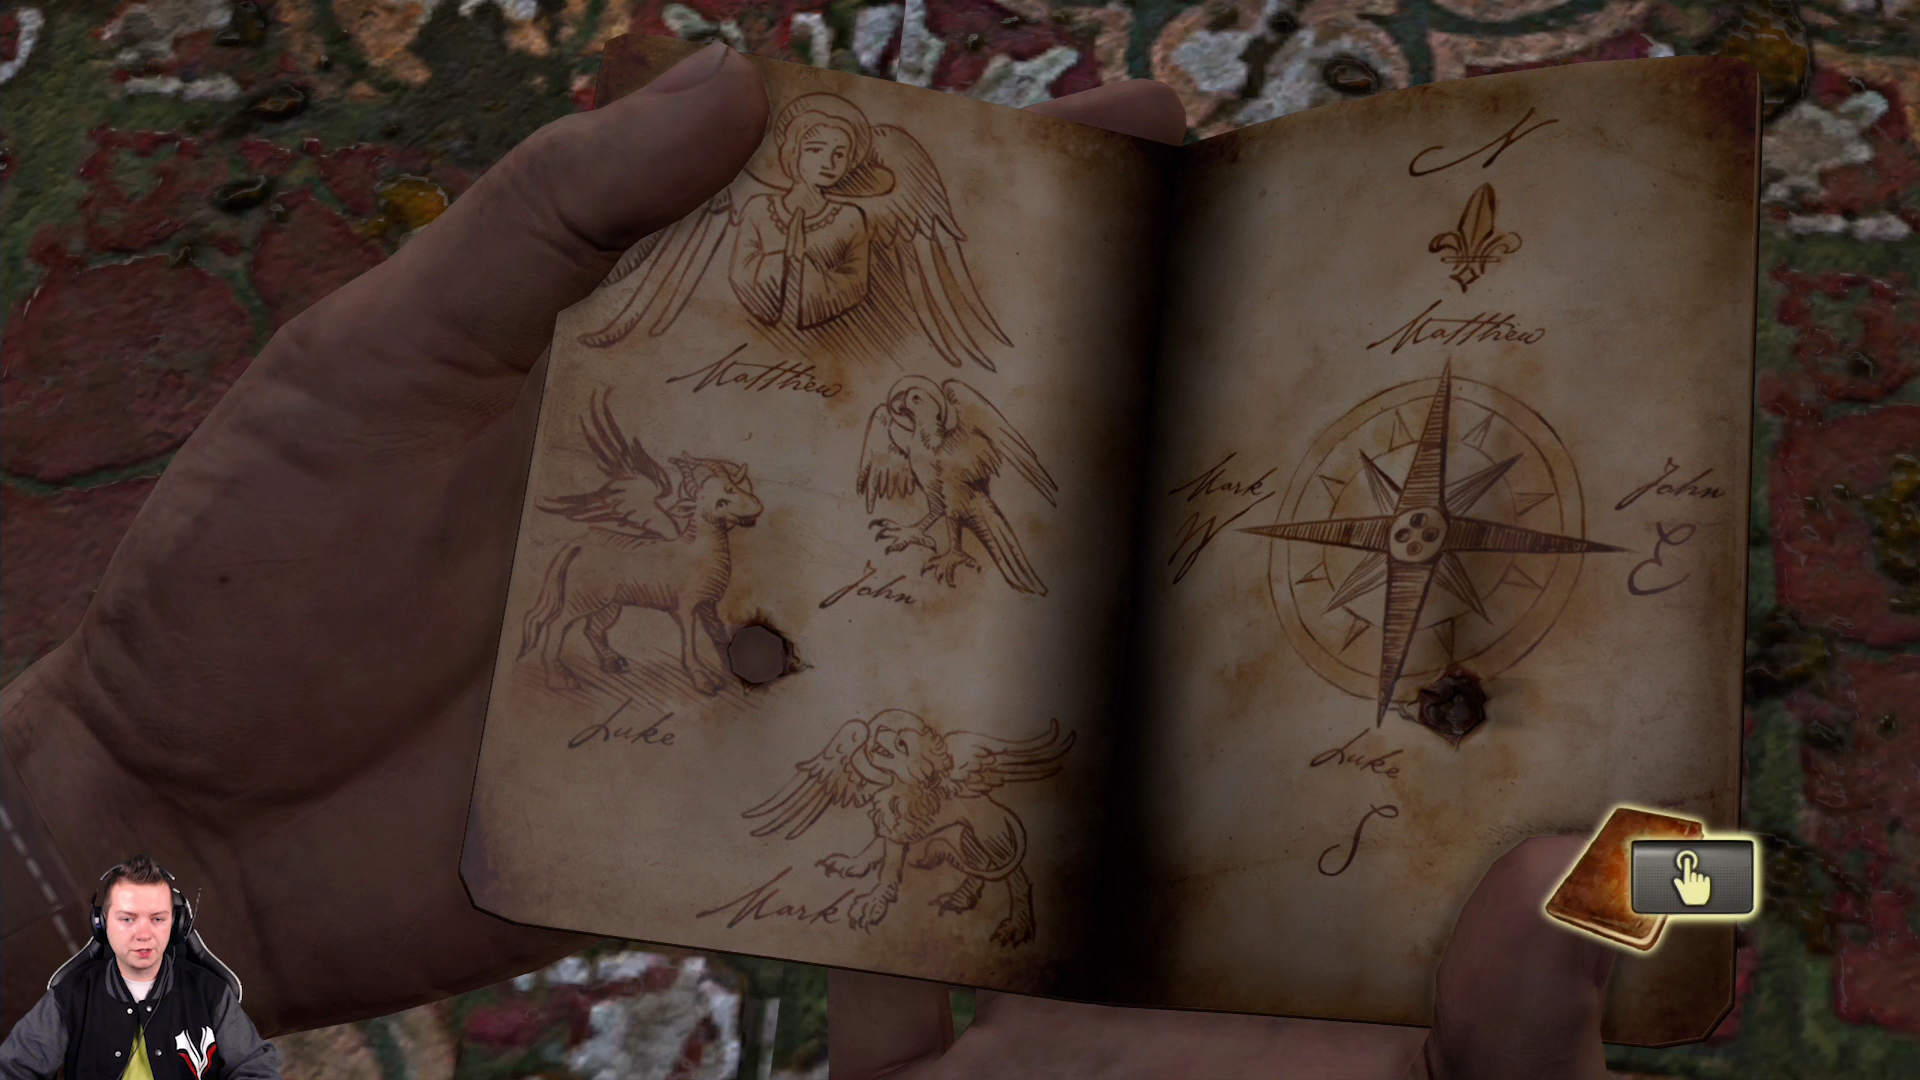 Matthew
John
Luke
Mark
N
Matthew
Mark
W
John
E
Luke
S